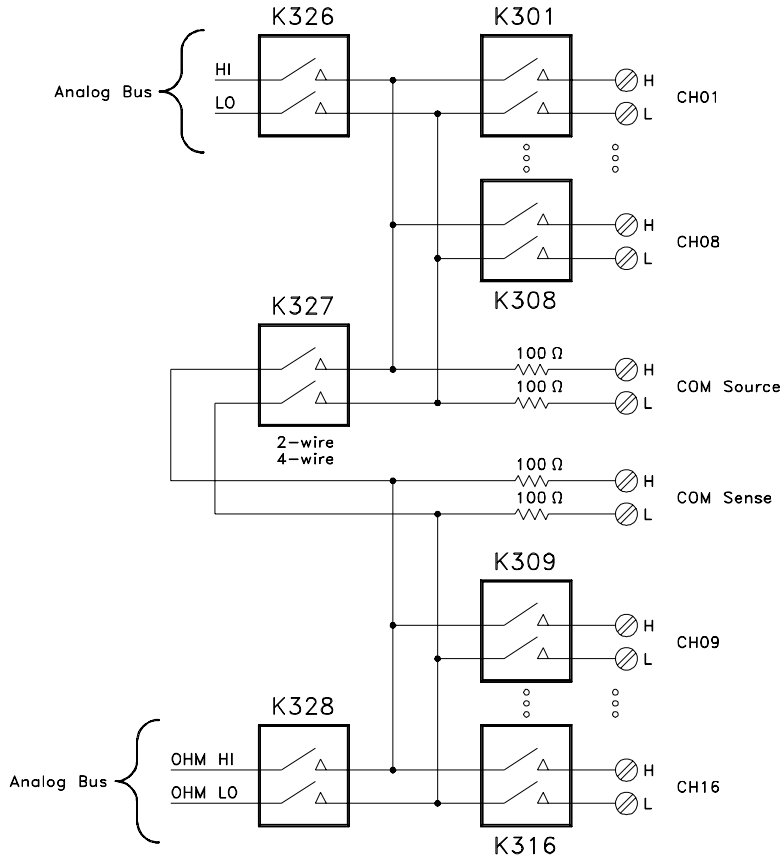 K326
K301
HI
H
Analog Bus
CH01
LO
L
H
CH08
L
K308
K327
100 Ω
H
100 Ω
COM Source
L
2-wire
4-wire
100 Ω
H
100 Ω
COM Sense
L
K309
H
CH09
L
K328
OHM HI
H
Analog Bus
CH16
OHM LO
L
K316